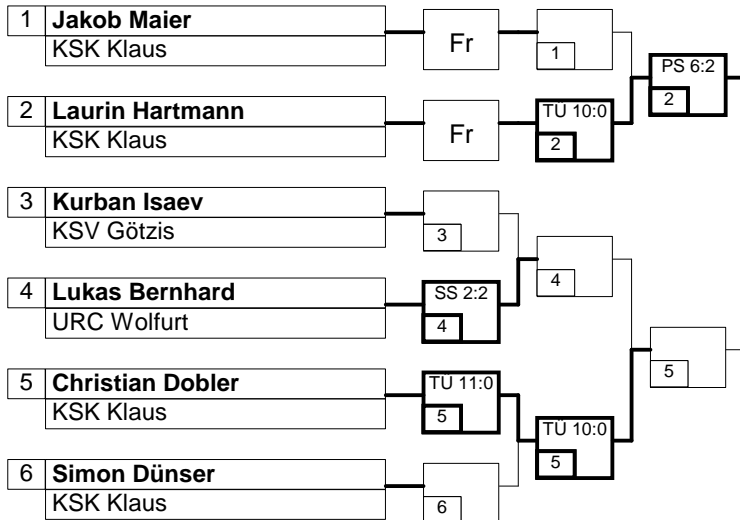 1 Jakob Maier
KSK Klaus
Fr
1
PS 6:2
2
2 Laurin Hartmann
KSK Klaus
Fr
TÜ 10:0
2
3 Kurban Isaev
KSV Götzis
3
4
4 Lukas Bernhard
URC Wolfurt
SS 2:2
4
5
5 Christian Dobler
KSK Klaus
TÜ 11:0
5
TÜ 10:0
5
6 Simon Dünser
KSK Klaus
6